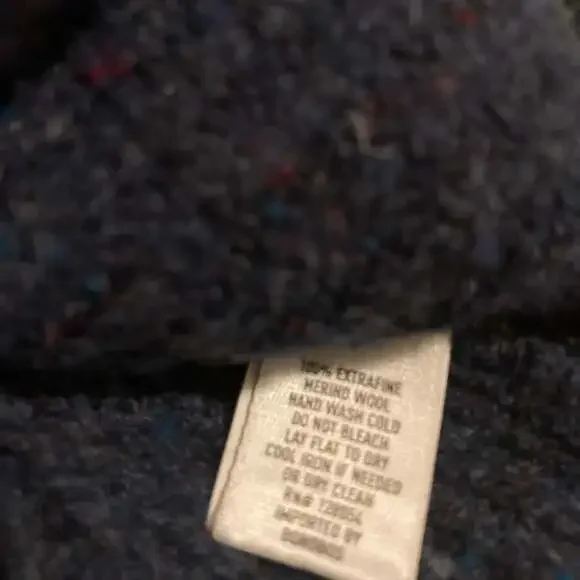 100% EXTRAFINE
MERINO WOOL
HAND WASH COLD
DO NOT BLEACH
LAY FLAT TO DRY
COOL IRON IF NEEDED
OR DRY CLEAN
RN#
IMPORTED BY